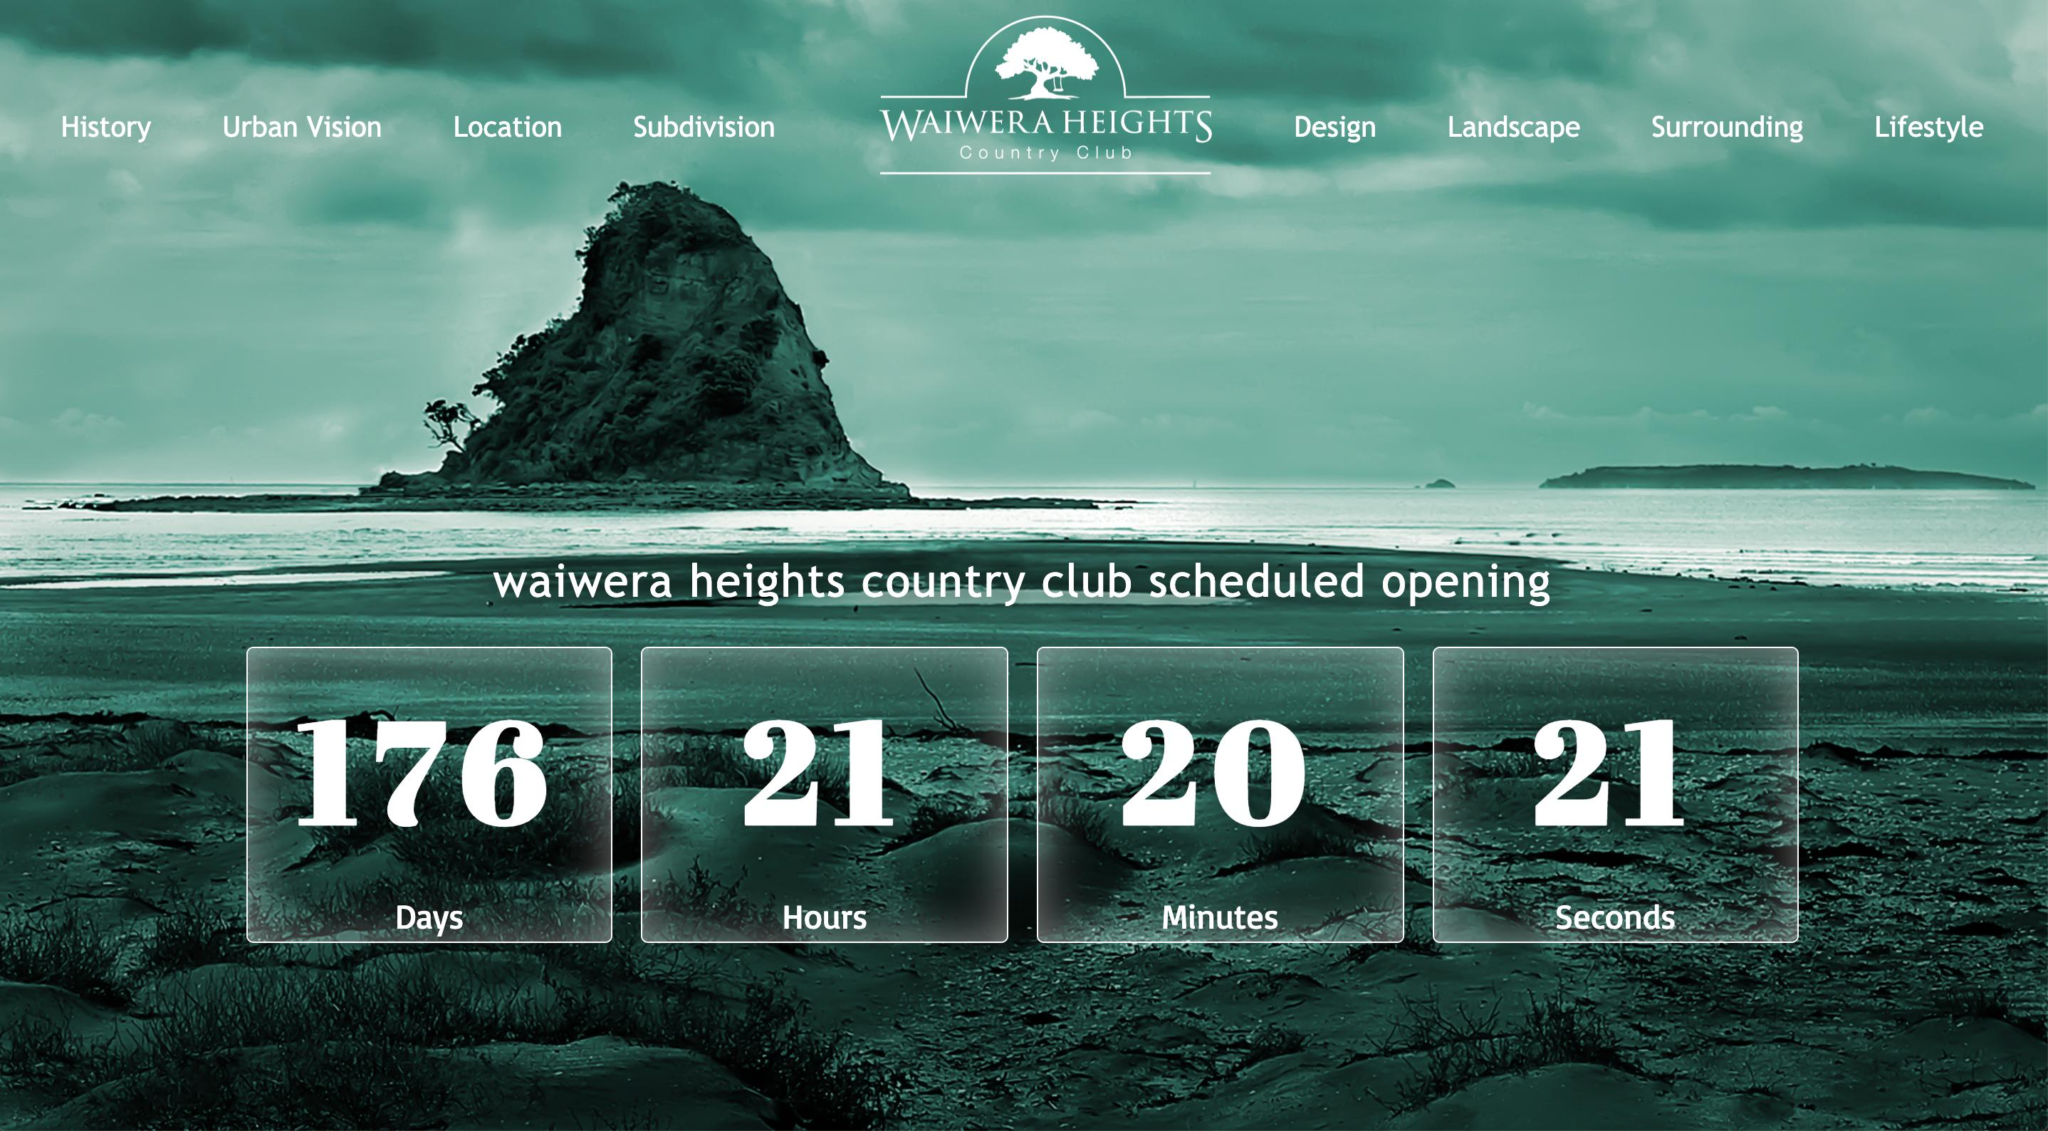 History Urban Vision Location Subdivision
WAIWERA HEIGHTS
Country Club
Design Landscape Surrounding Lifestyle
waiwera heights country club scheduled opening
176 21 20 21
Days Hours Minutes Seconds